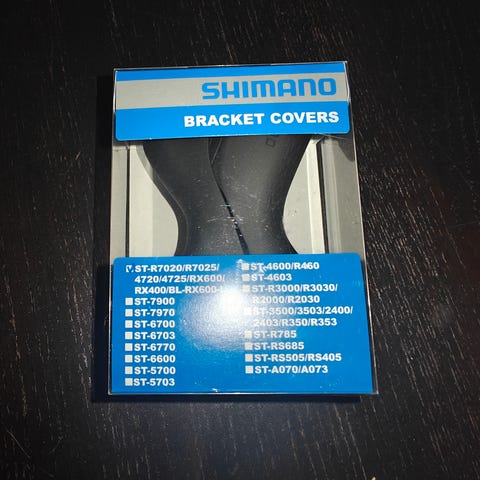 SHIMANO
BRACKET COVERS
ST-R7020/R7025/
4720/4725/RX600/
RX400/BL-RX600-L
ST-7900
ST-7970
ST-6700
ST-6703
ST-6770
ST-6600
ST-5700
ST-5703
ST-4600/R460
ST-4603
ST-R3000/R3030/
R2000/R2030
ST-3500/3503/2400/
2403/R350/R353
ST-R785
ST-RS685
ST-RS505/RS405
ST-A070/A073